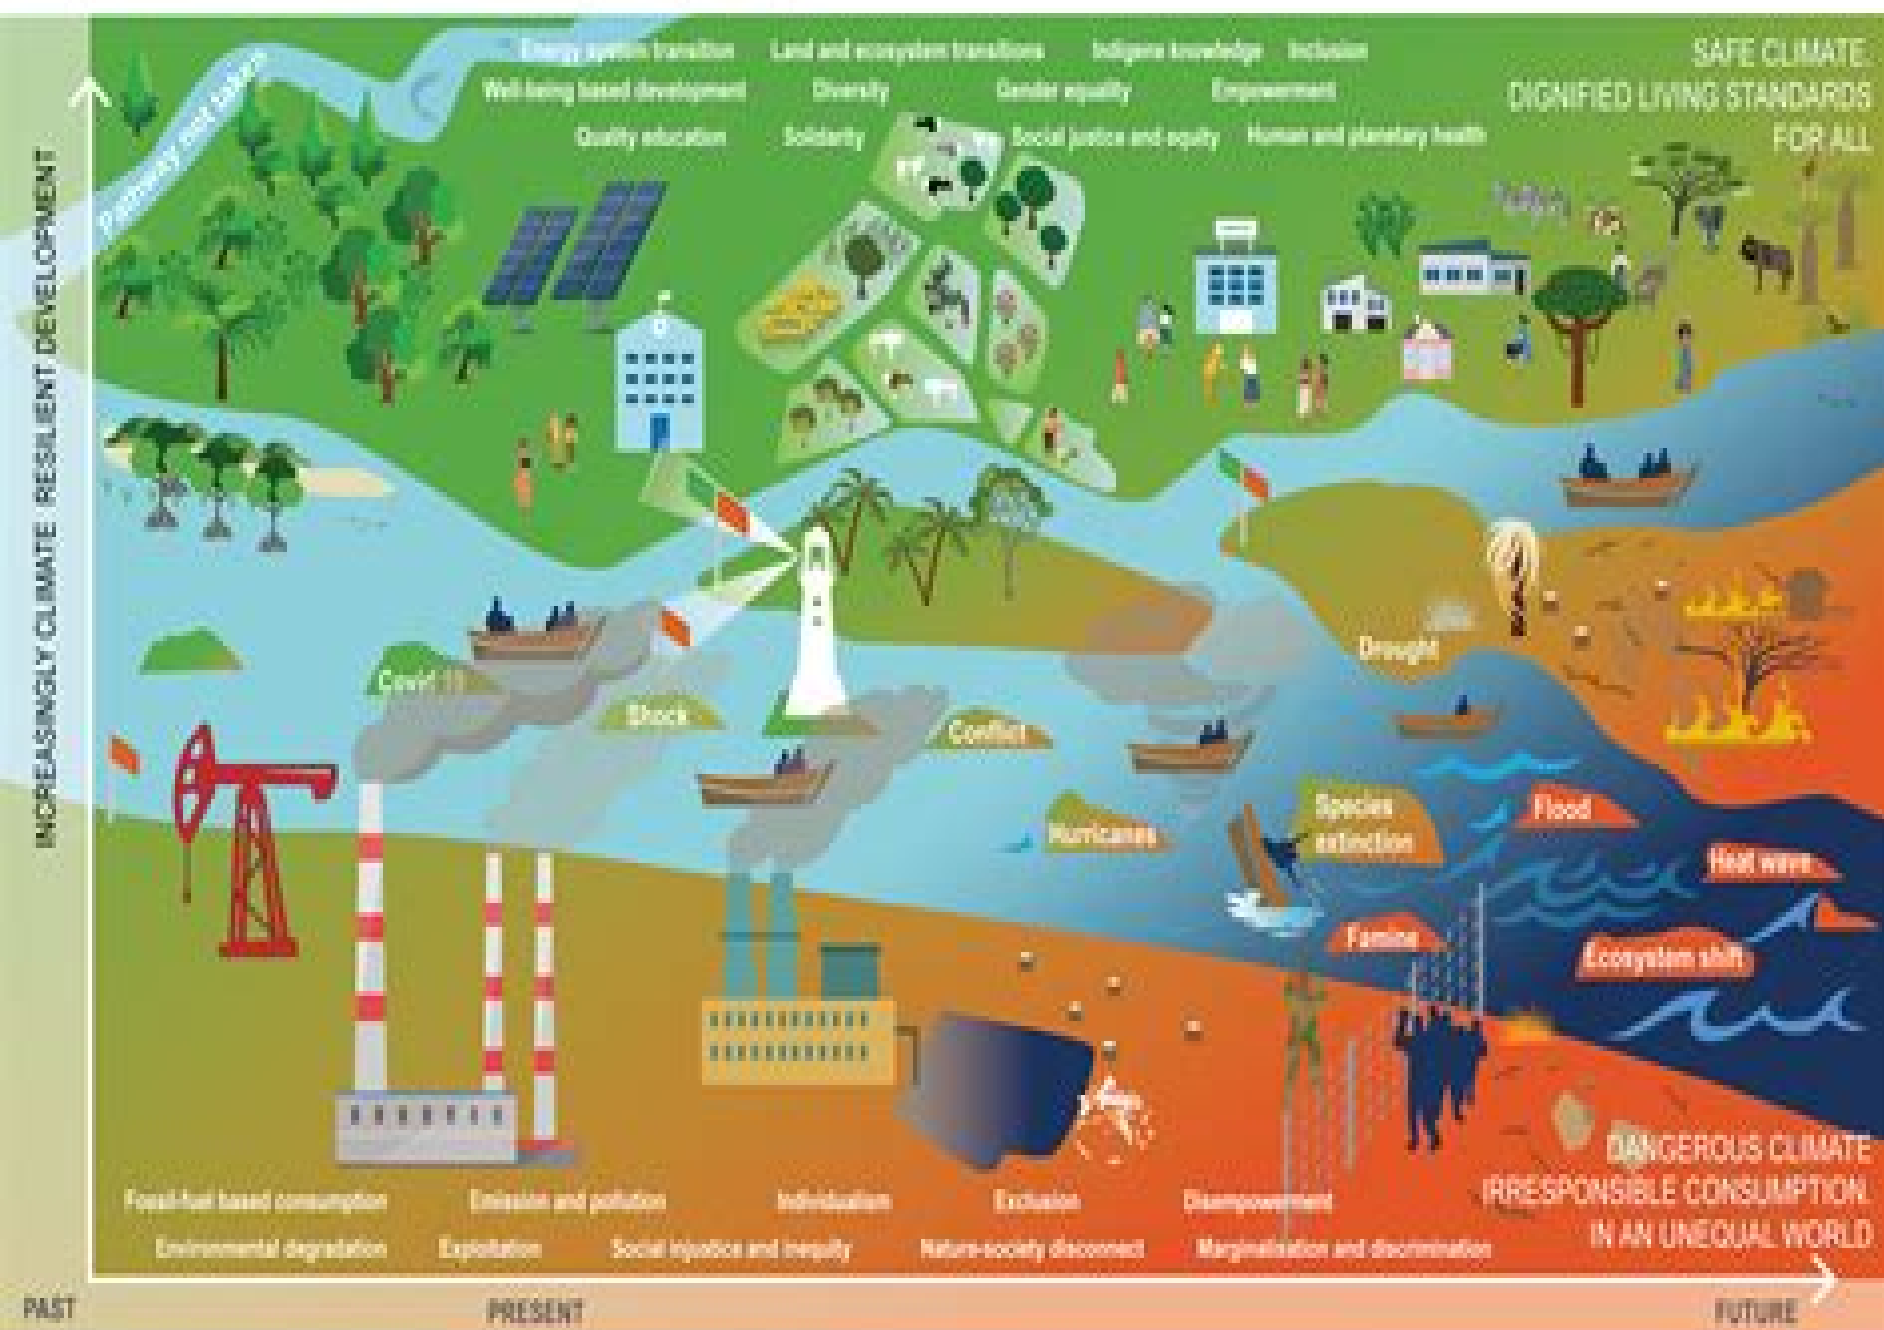 Energy system transition
Land and ecosystem transitions
Indigene knowledge
Inclusion
Well-being based development
Diversity
Gender equality
Empowerment
Quality education
Solidarity
Social justice and equity
Human and planetary health
SAFE CLIMATE.
DIGNIFIED LIVING STANDARDS
FOR ALL
Pathway not taken
INCREASINGLY CLIMATE RESILIENT DEVELOPMENT
Covid 19
Shock
Conflict
Drought
Hurricanes
Species
extinction
Flood
Heat wave
Famine
Ecosystem shift
DANGEROUS CLIMATE
IRRESPONSIBLE CONSUMPTION.
IN AN UNEQUAL WORLD
Fossil-fuel based consumption
Emission and pollution
Individualism
Exclusion
Disempowerment
Environmental degradation
Exploitation
Social injustice and inequity
Nature-society disconnect
Marginalisation and discrimination
PAST
PRESENT
FUTURE